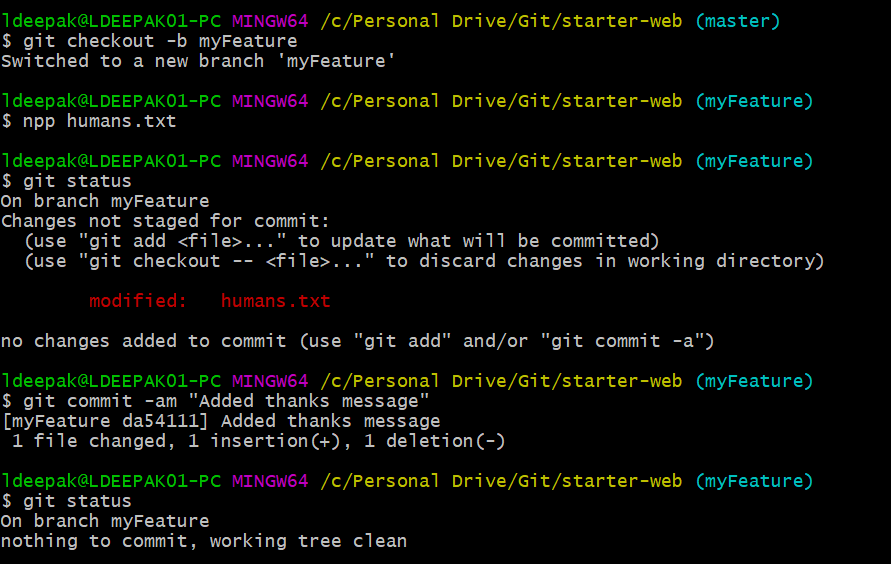 ldeepak@LDEEPAK01-PC MINGW64 /c/Personal Drive/Git/starter-web (master)
$ git checkout -b myFeature
Switched to a new branch 'myFeature'

ldeepak@LDEEPAK01-PC MINGW64 /c/Personal Drive/Git/starter-web (myFeature)
$ npp humans.txt

ldeepak@LDEEPAK01-PC MINGW64 /c/Personal Drive/Git/starter-web (myFeature)
$ git status
On branch myFeature
Changes not staged for commit:
  (use "git add <file>..." to update what will be committed)
  (use "git checkout -- <file>..." to discard changes in working directory)

        modified:   humans.txt

no changes added to commit (use "git add" and/or "git commit -a")

ldeepak@LDEEPAK01-PC MINGW64 /c/Personal Drive/Git/starter-web (myFeature)
$ git commit -am "Added thanks message"
[myFeature da54111] Added thanks message
 1 file changed, 1 insertion(+), 1 deletion(-)

ldeepak@LDEEPAK01-PC MINGW64 /c/Personal Drive/Git/starter-web (myFeature)
$ git status
On branch myFeature
nothing to commit, working tree clean